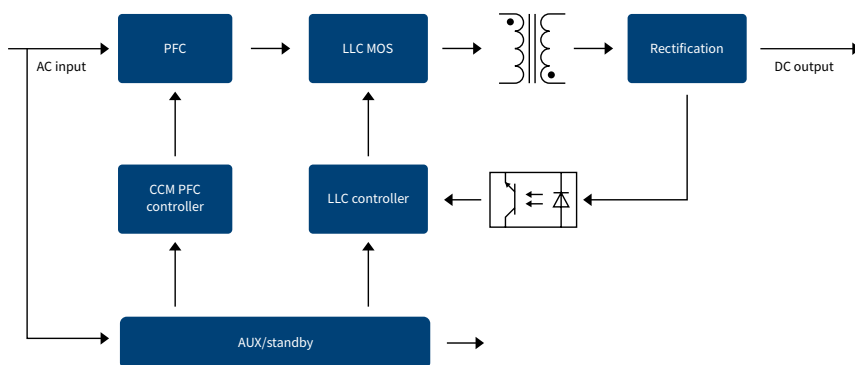 PFC
LLC MOS
Rectification
AC input
DC output
CCM PFC
controller
LLC controller
AUX/standby